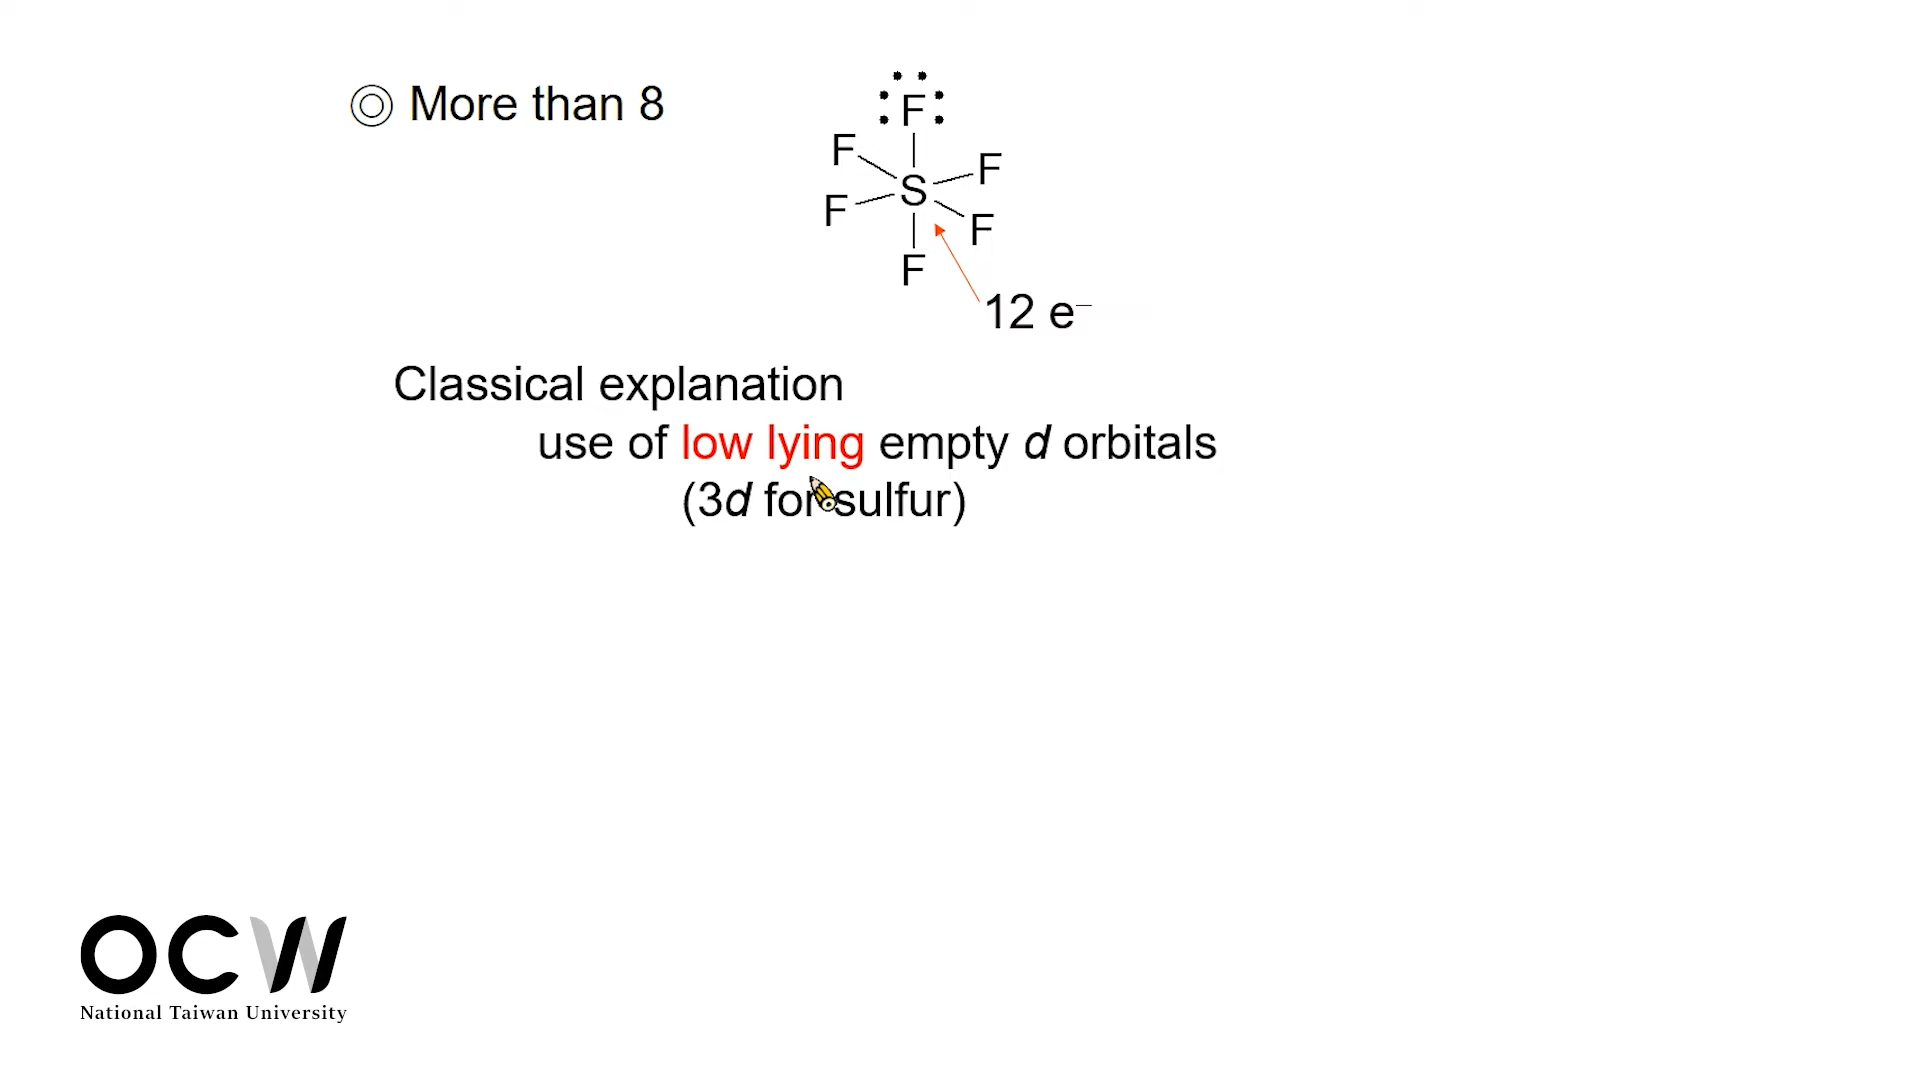 ◎ More than 8
F
F
F
S
F
F
F
12 e⁻
Classical explanation
use of low lying empty d orbitals
(3d for sulfur)
OCW
National Taiwan University